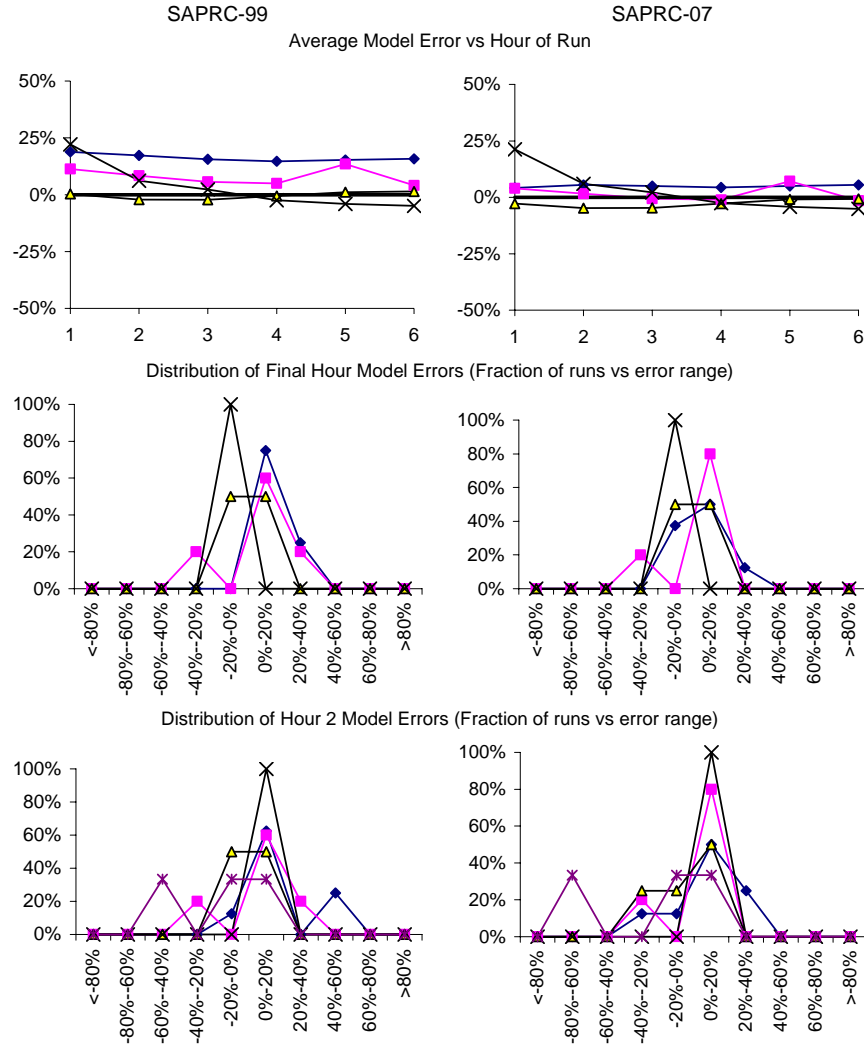 SAPRC-99 SAPRC-07
Average Model Error vs Hour of Run
50% 50%
25% 25%
0% 0%
-25% -25%
-50% -50%
1 2 3 4 5 6 1 2 3 4 5 6
Distribution of Final Hour Model Errors (Fraction of runs vs error range)
100% 100%
80% 80%
60% 60%
40% 40%
20% 20%
0% 0%
<-80% -80%--60% -60%--40% -40%--20% -20%-0% 0%-20% 20%-40% 40%-60% 60%-80% >80% <-80% -80%--60% -60%--40% -40%--20% -20%-0% 0%-20% 20%-40% 40%-60% 60%-80% >80%
Distribution of Hour 2 Model Errors (Fraction of runs vs error range)
100% 100%
80% 80%
60% 60%
40% 40%
20% 20%
0% 0%
<-80% -80%--60% -60%--40% -40%--20% -20%-0% 0%-20% 20%-40% 40%-60% 60%-80% >80% <-80% -80%--60% -60%--40% -40%--20% -20%-0% 0%-20% 20%-40% 40%-60% 60%-80% >80%